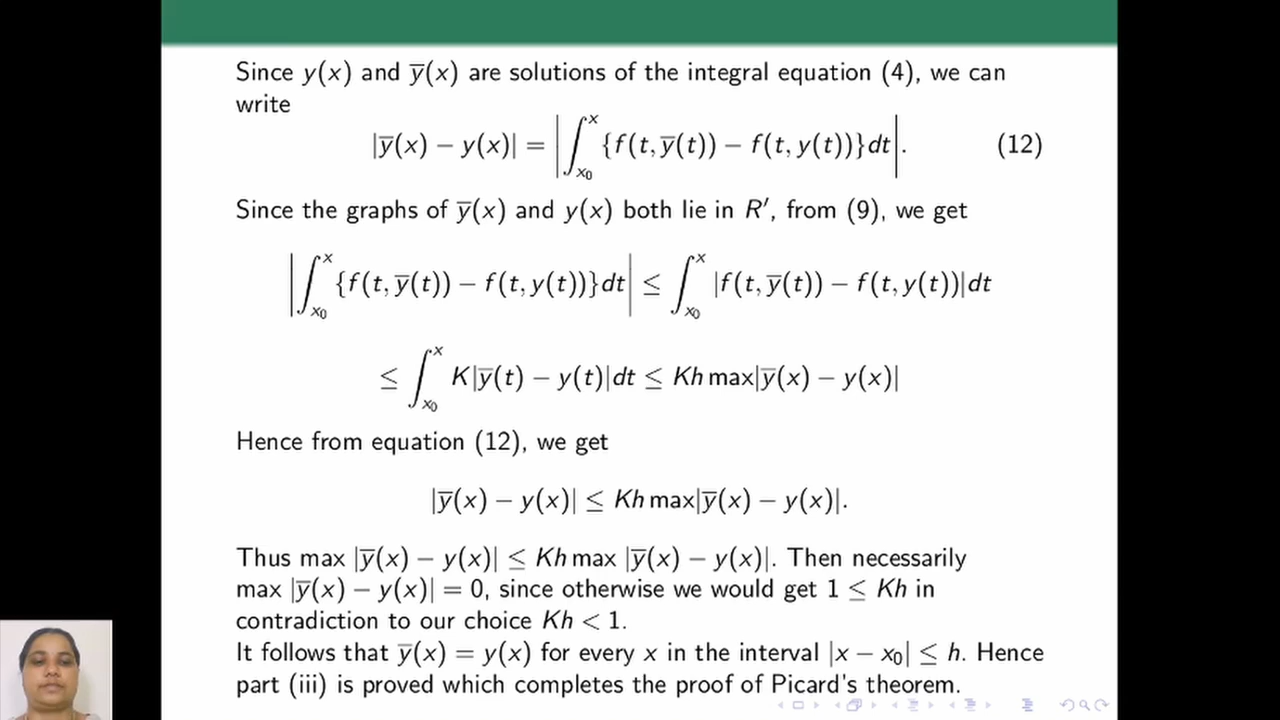 Since y(x) and ȳ(x) are solutions of the integral equation (4), we can
write
|ȳ(x) − y(x)| = |∫_{x₀}^{x} {f(t, ȳ(t)) − f(t, y(t))}dt|. (12)
Since the graphs of ȳ(x) and y(x) both lie in R′, from (9), we get
|∫_{x₀}^{x} {f(t, ȳ(t)) − f(t, y(t))}dt| ≤ ∫_{x₀}^{x} |f(t, ȳ(t)) − f(t, y(t))|dt
≤ ∫_{x₀}^{x} K|ȳ(t) − y(t)|dt ≤ Kh max|ȳ(x) − y(x)|
Hence from equation (12), we get
|ȳ(x) − y(x)| ≤ Kh max|ȳ(x) − y(x)|.
Thus max |ȳ(x) − y(x)| ≤ Kh max |ȳ(x) − y(x)|. Then necessarily
max |ȳ(x) − y(x)| = 0, since otherwise we would get 1 ≤ Kh in
contradiction to our choice Kh < 1.
It follows that ȳ(x) = y(x) for every x in the interval |x − x₀| ≤ h. Hence
part (iii) is proved which completes the proof of Picard's theorem.